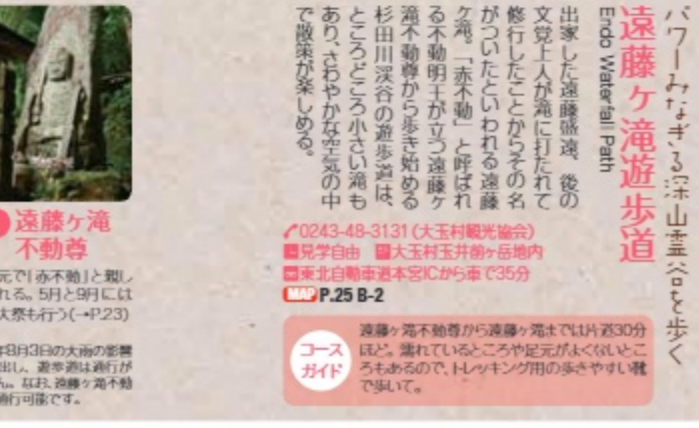 パワーみなぎる深山霊谷を歩く
遠藤ヶ滝遊歩道
Endo Waterfall Path
出家した遠藤盛遠、後の
文覚上人が滝に打たれて
修行したことからその名
がついたといわれる遠藤
ケ滝。「赤不動」と呼ばれ
る不動明王が立つ遠藤ヶ
滝不動尊から歩き始める
杉田川渓谷の遊歩道は、
ところどころ小さい滝も
あり、さわやかな空気の中
で散策が楽しめる。
0243-48-3131(大玉村観光協会)
見学自由 大玉村玉井前ヶ岳地内
東北自動車道本宮ICから車で35分
MAP P.25 B-2
コース
ガイド
遠藤ヶ滝不動尊から遠藤ヶ滝までは片道30分
ほど。濡れているところや足元がよくないとこ
ろもあるので、トレッキング用の歩きやすい靴
で歩いて。
遠藤ヶ滝
不動尊
元で「赤不動」と親し
れる。5月と9月には
大祭も行う(→P.23)
年8月3日の大雨の影響
出し、遊歩道は通行が
ん。なお、遠藤ヶ滝不動
通行可能です。